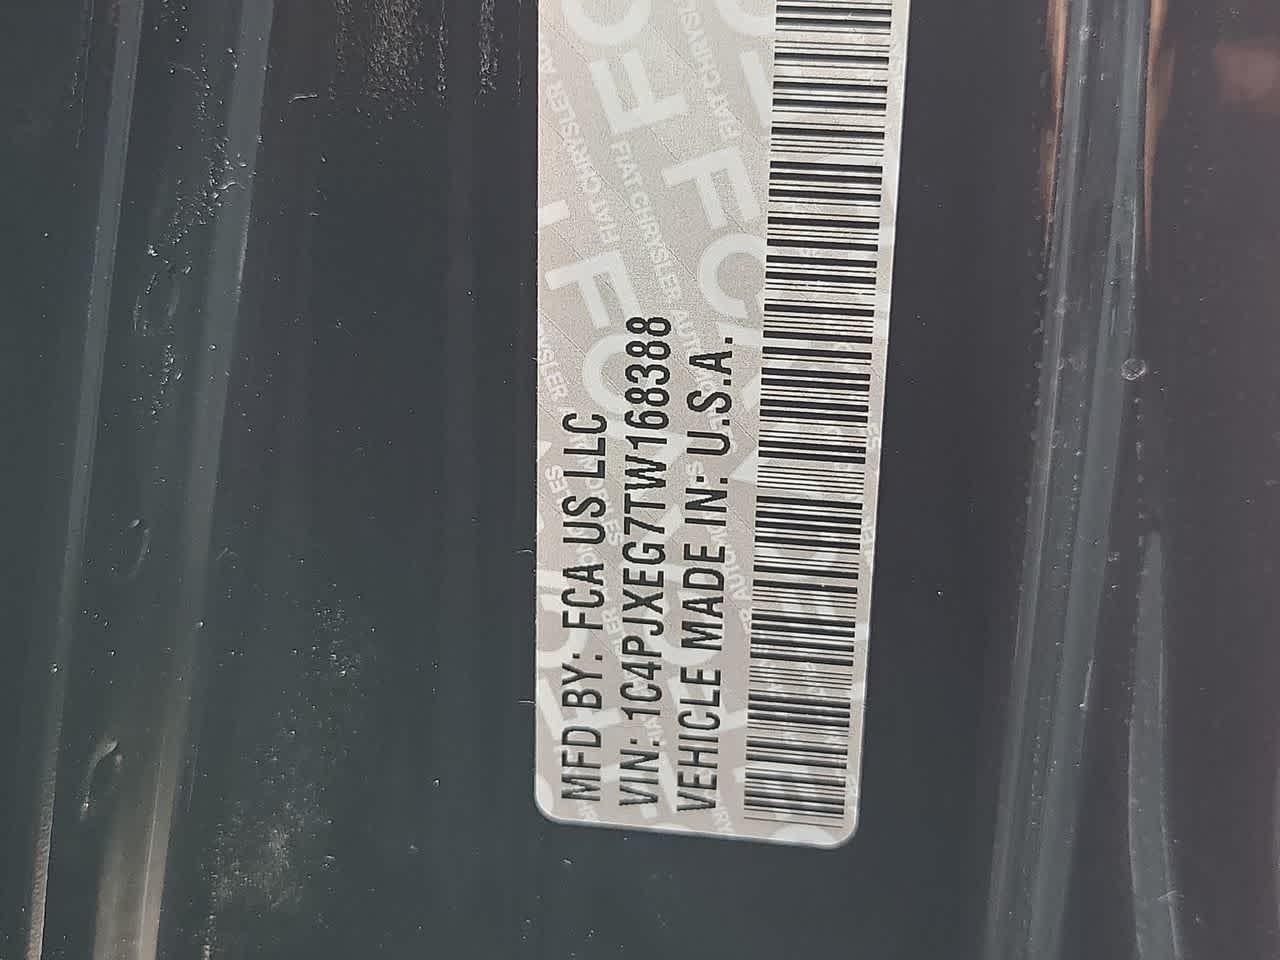 MFD BY: FCA US LLC
VIN: 1C4PJXEG7TW168388
VEHICLE MADE IN: U.S.A.